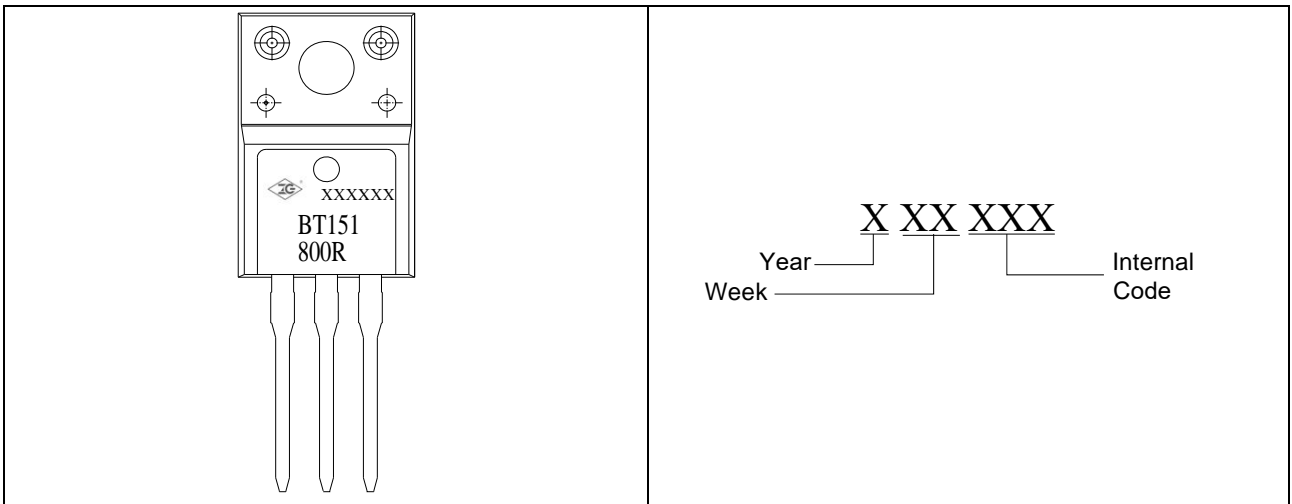 XXXXXX
BT151
800R
X XX XXX
Year
Week
Internal
Code